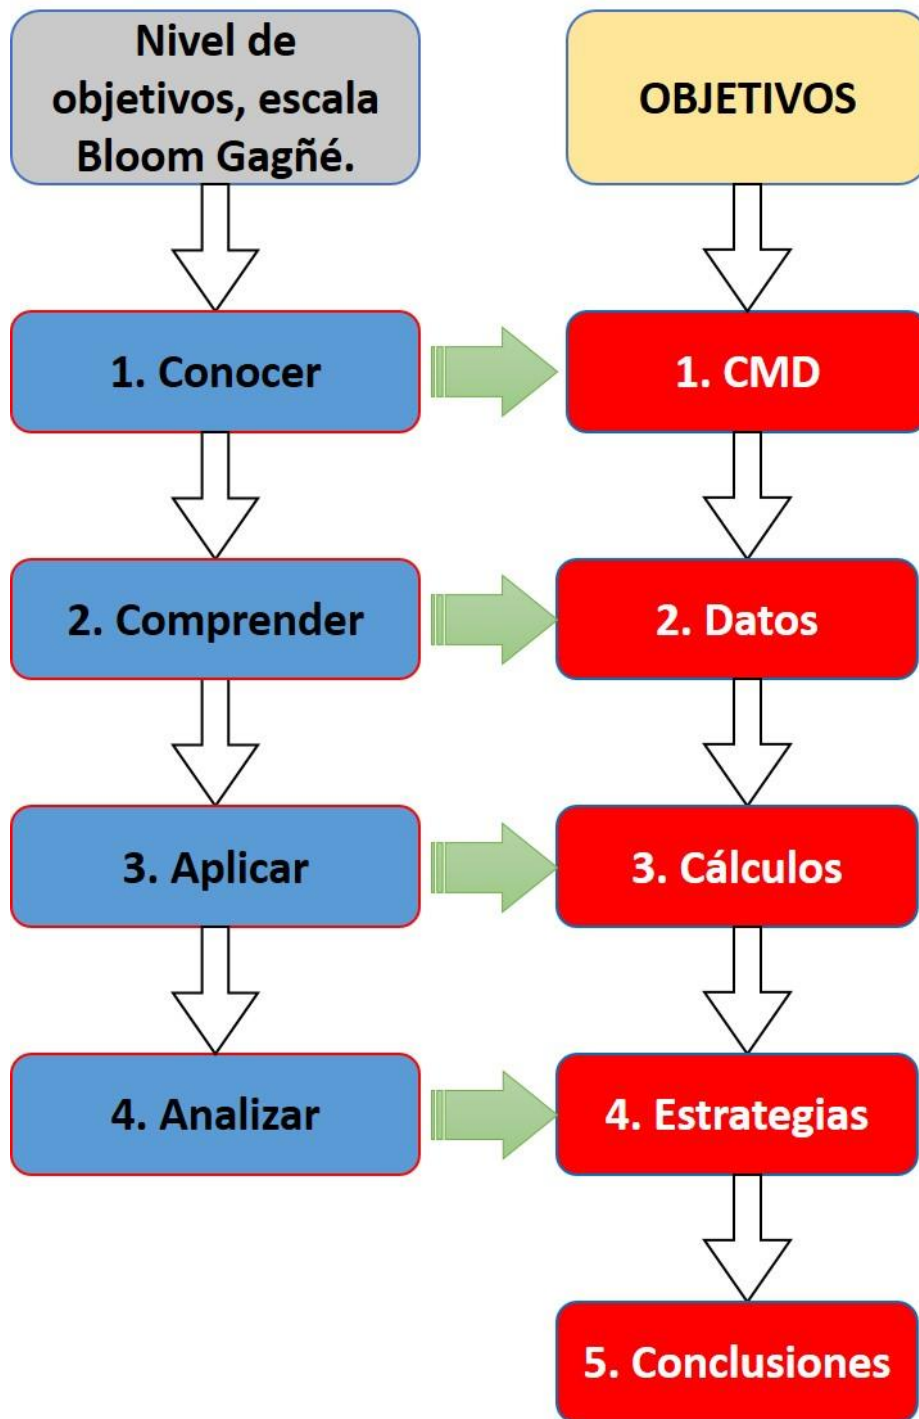 Nivel de
objetivos, escala
Bloom Gagñé.
OBJETIVOS
1. Conocer
1. CMD
2. Comprender
2. Datos
3. Aplicar
3. Cálculos
4. Analizar
4. Estrategias
5. Conclusiones